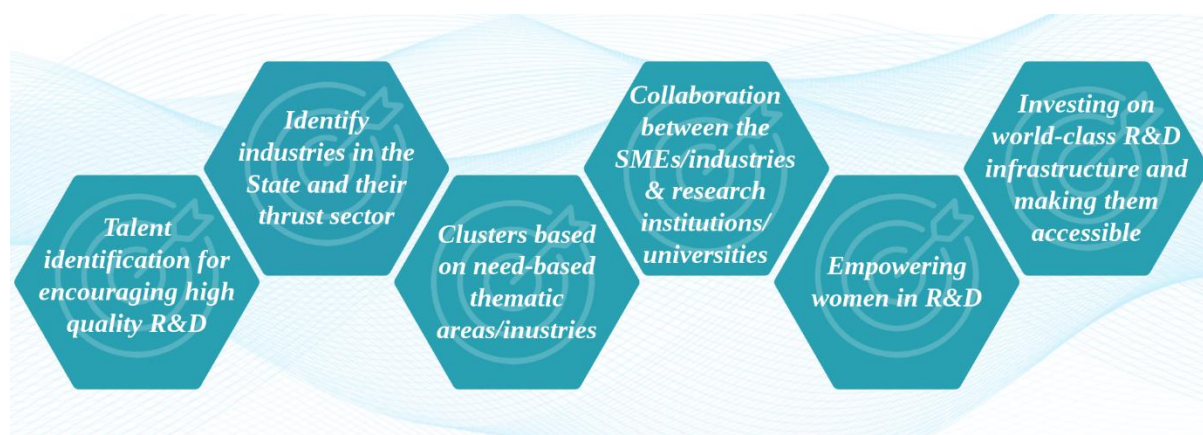 Talent
identification for
encouraging high
quality R&D
Identify
industries in the
State and their
thrust sector
Clusters based
on need-based
thematic
areas/inustries
Collaboration
between the
SMEs/industries
& research
institutions/
universities
Empowering
women in R&D
Investing on
world-class R&D
infrastructure and
making them
accessible